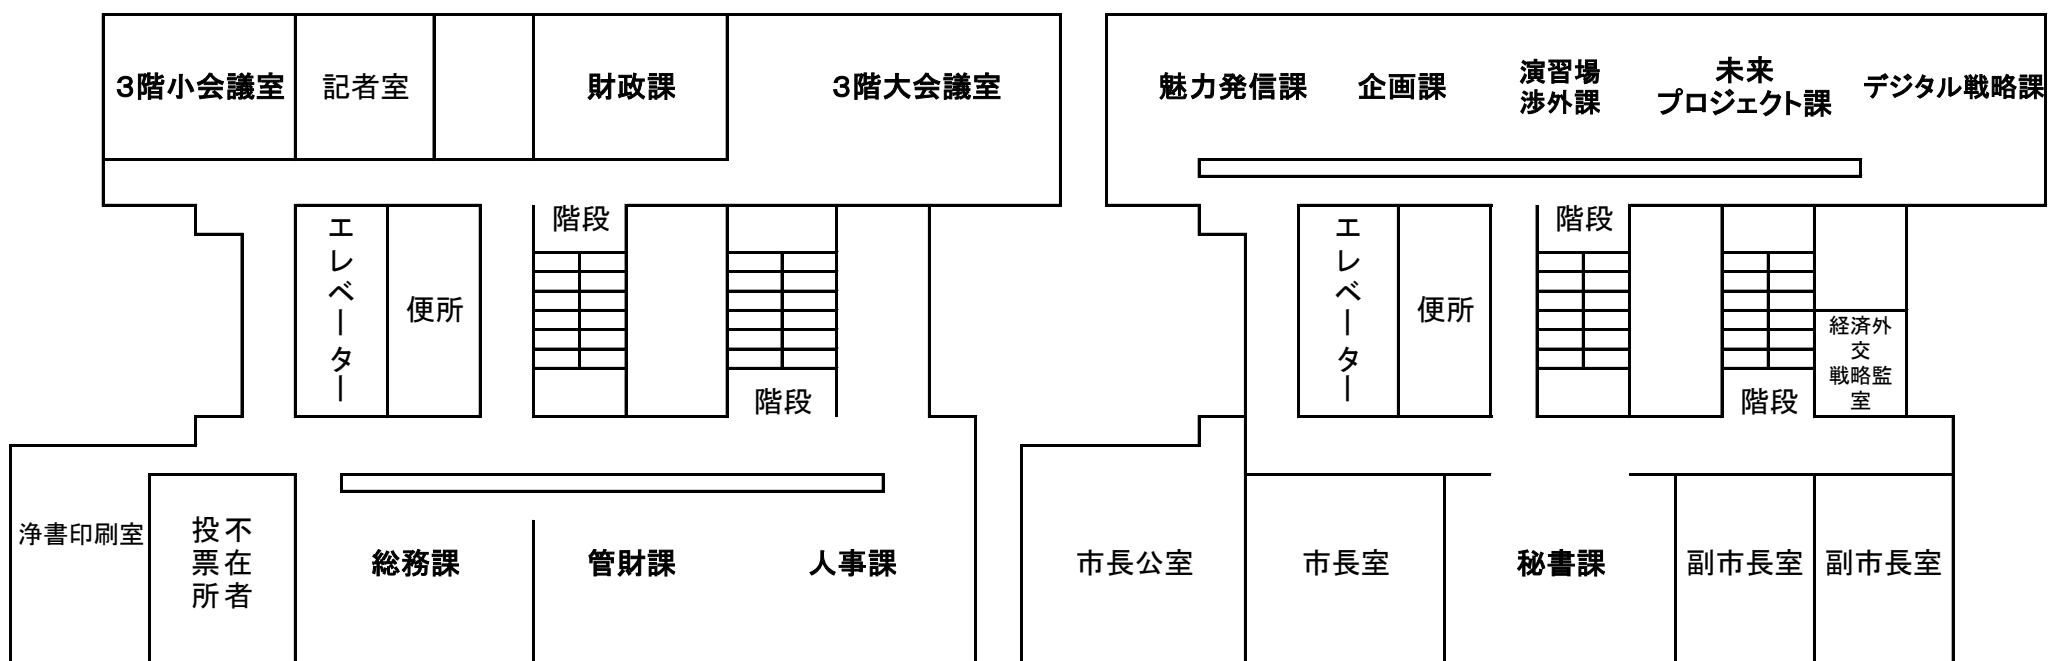 3階小会議室
記者室
財政課
3階大会議室
エレベーター
便所
階段
階段
浄書印刷室
不在者
投票所
総務課
管財課
人事課
魅力発信課
企画課
演習場
渉外課
未来
プロジェクト課
デジタル戦略課
エレベーター
便所
階段
階段
経済外
交
戦略監
室
市長公室
市長室
秘書課
副市長室
副市長室